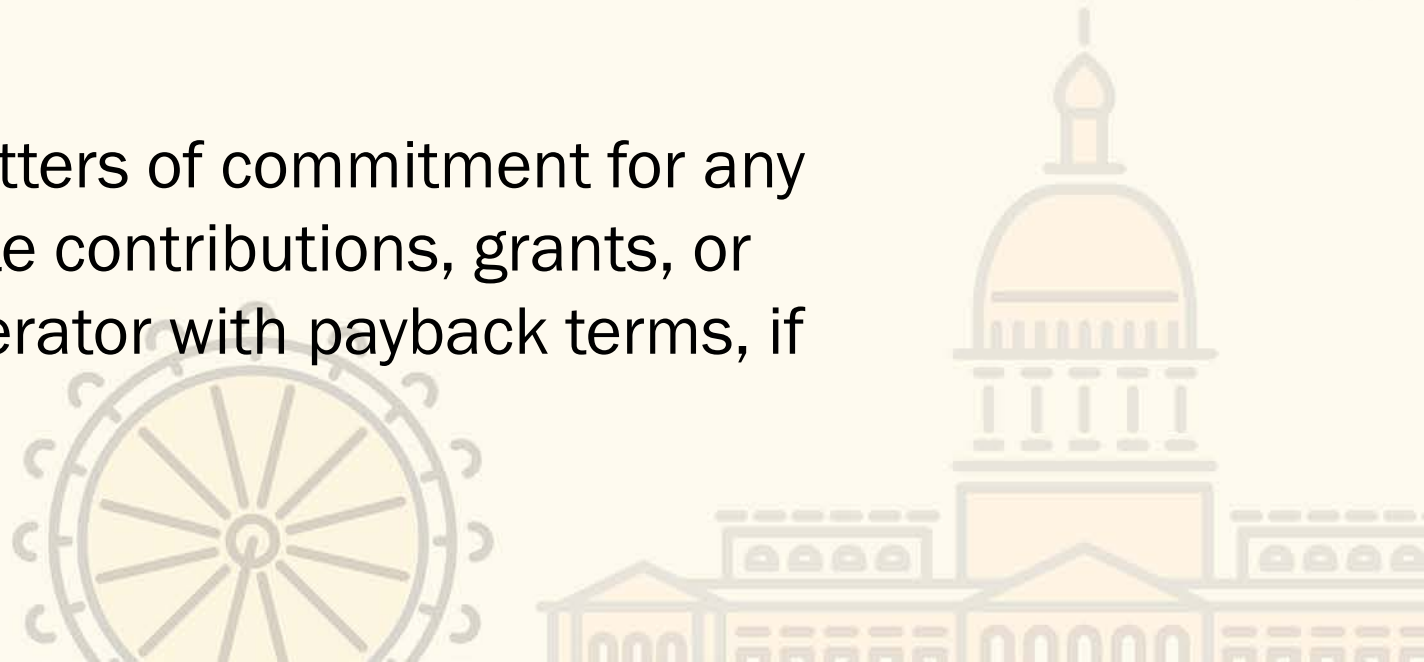 tters of commitment for any
e contributions, grants, or
erator with payback terms, if